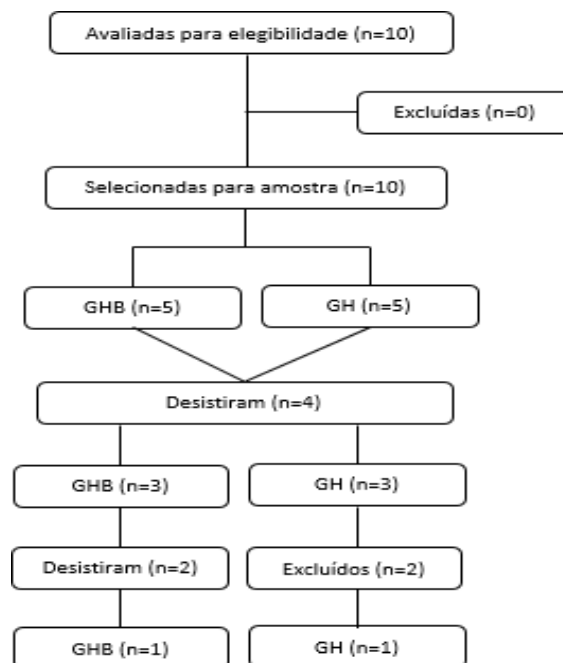 Avaliadas para elegibilidade (n=10)
Excluídas (n=0)
Selecionadas para amostra (n=10)
GHB (n=5)
GH (n=5)
Desistiram (n=4)
GHB (n=3)
GH (n=3)
Desistiram (n=2)
Excluídos (n=2)
GHB (n=1)
GH (n=1)